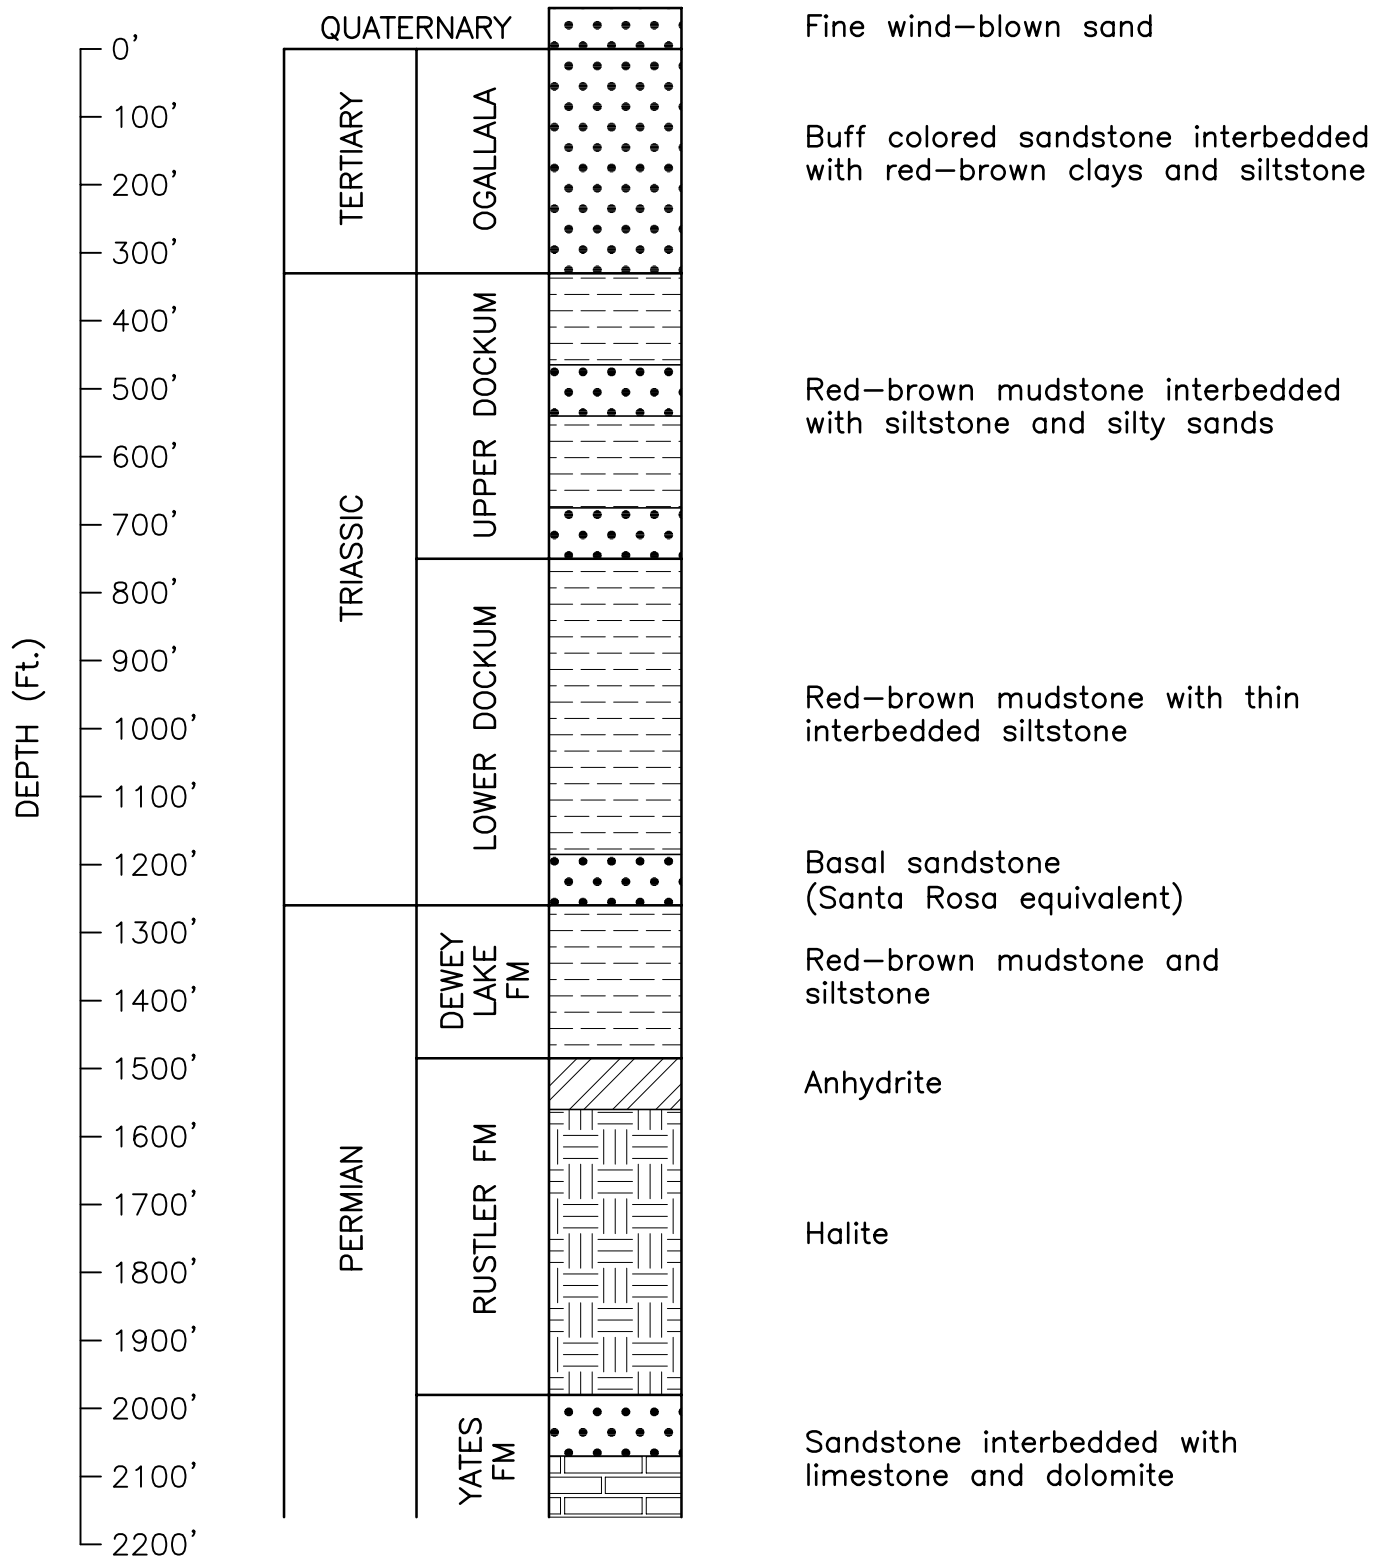 QUATERNARY
Fine wind–blown sand
DEPTH (Ft.)
0'
100'
200'
300'
400'
500'
600'
700'
800'
900'
1000'
1100'
1200'
1300'
1400'
1500'
1600'
1700'
1800'
1900'
2000'
2100'
2200'
TERTIARY
OGALLALA
Buff colored sandstone interbedded
with red–brown clays and siltstone
TRIASSIC
UPPER DOCKUM
Red–brown mudstone interbedded
with siltstone and silty sands
LOWER DOCKUM
Red–brown mudstone with thin
interbedded siltstone
Basal sandstone
(Santa Rosa equivalent)
PERMIAN
DEWEY
LAKE
FM
Red–brown mudstone and
siltstone
RUSTLER FM
Anhydrite
Halite
YATES
FM
Sandstone interbedded with
limestone and dolomite